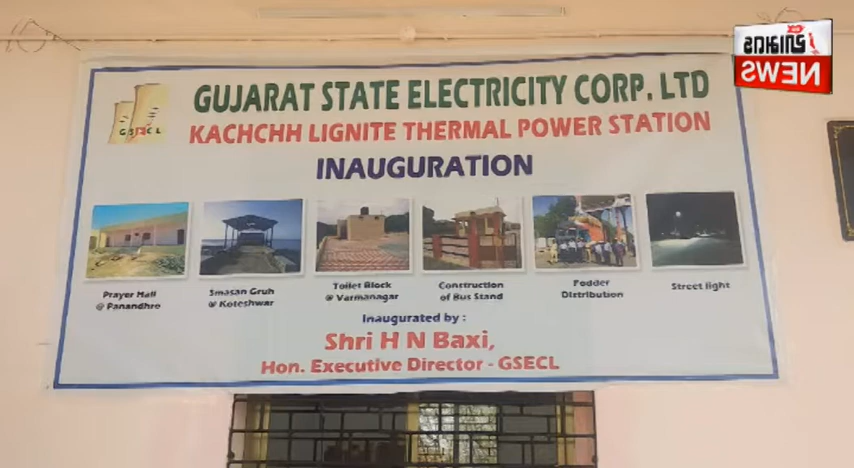 GUJARAT STATE ELECTRICITY CORP. LTD
KACHCHH LIGNITE THERMAL POWER STATION
INAUGURATION
GSECL
Prayer Hall
@ Panandhro
Smasan Gruh
@ Koteshwar
Toilet Block
@ Varmanagar
Construction
of Bus Stand
Fodder
Distribution
Street light
Inaugurated by :
Shri H N Baxi,
Hon. Executive Director - GSECL
NEWS